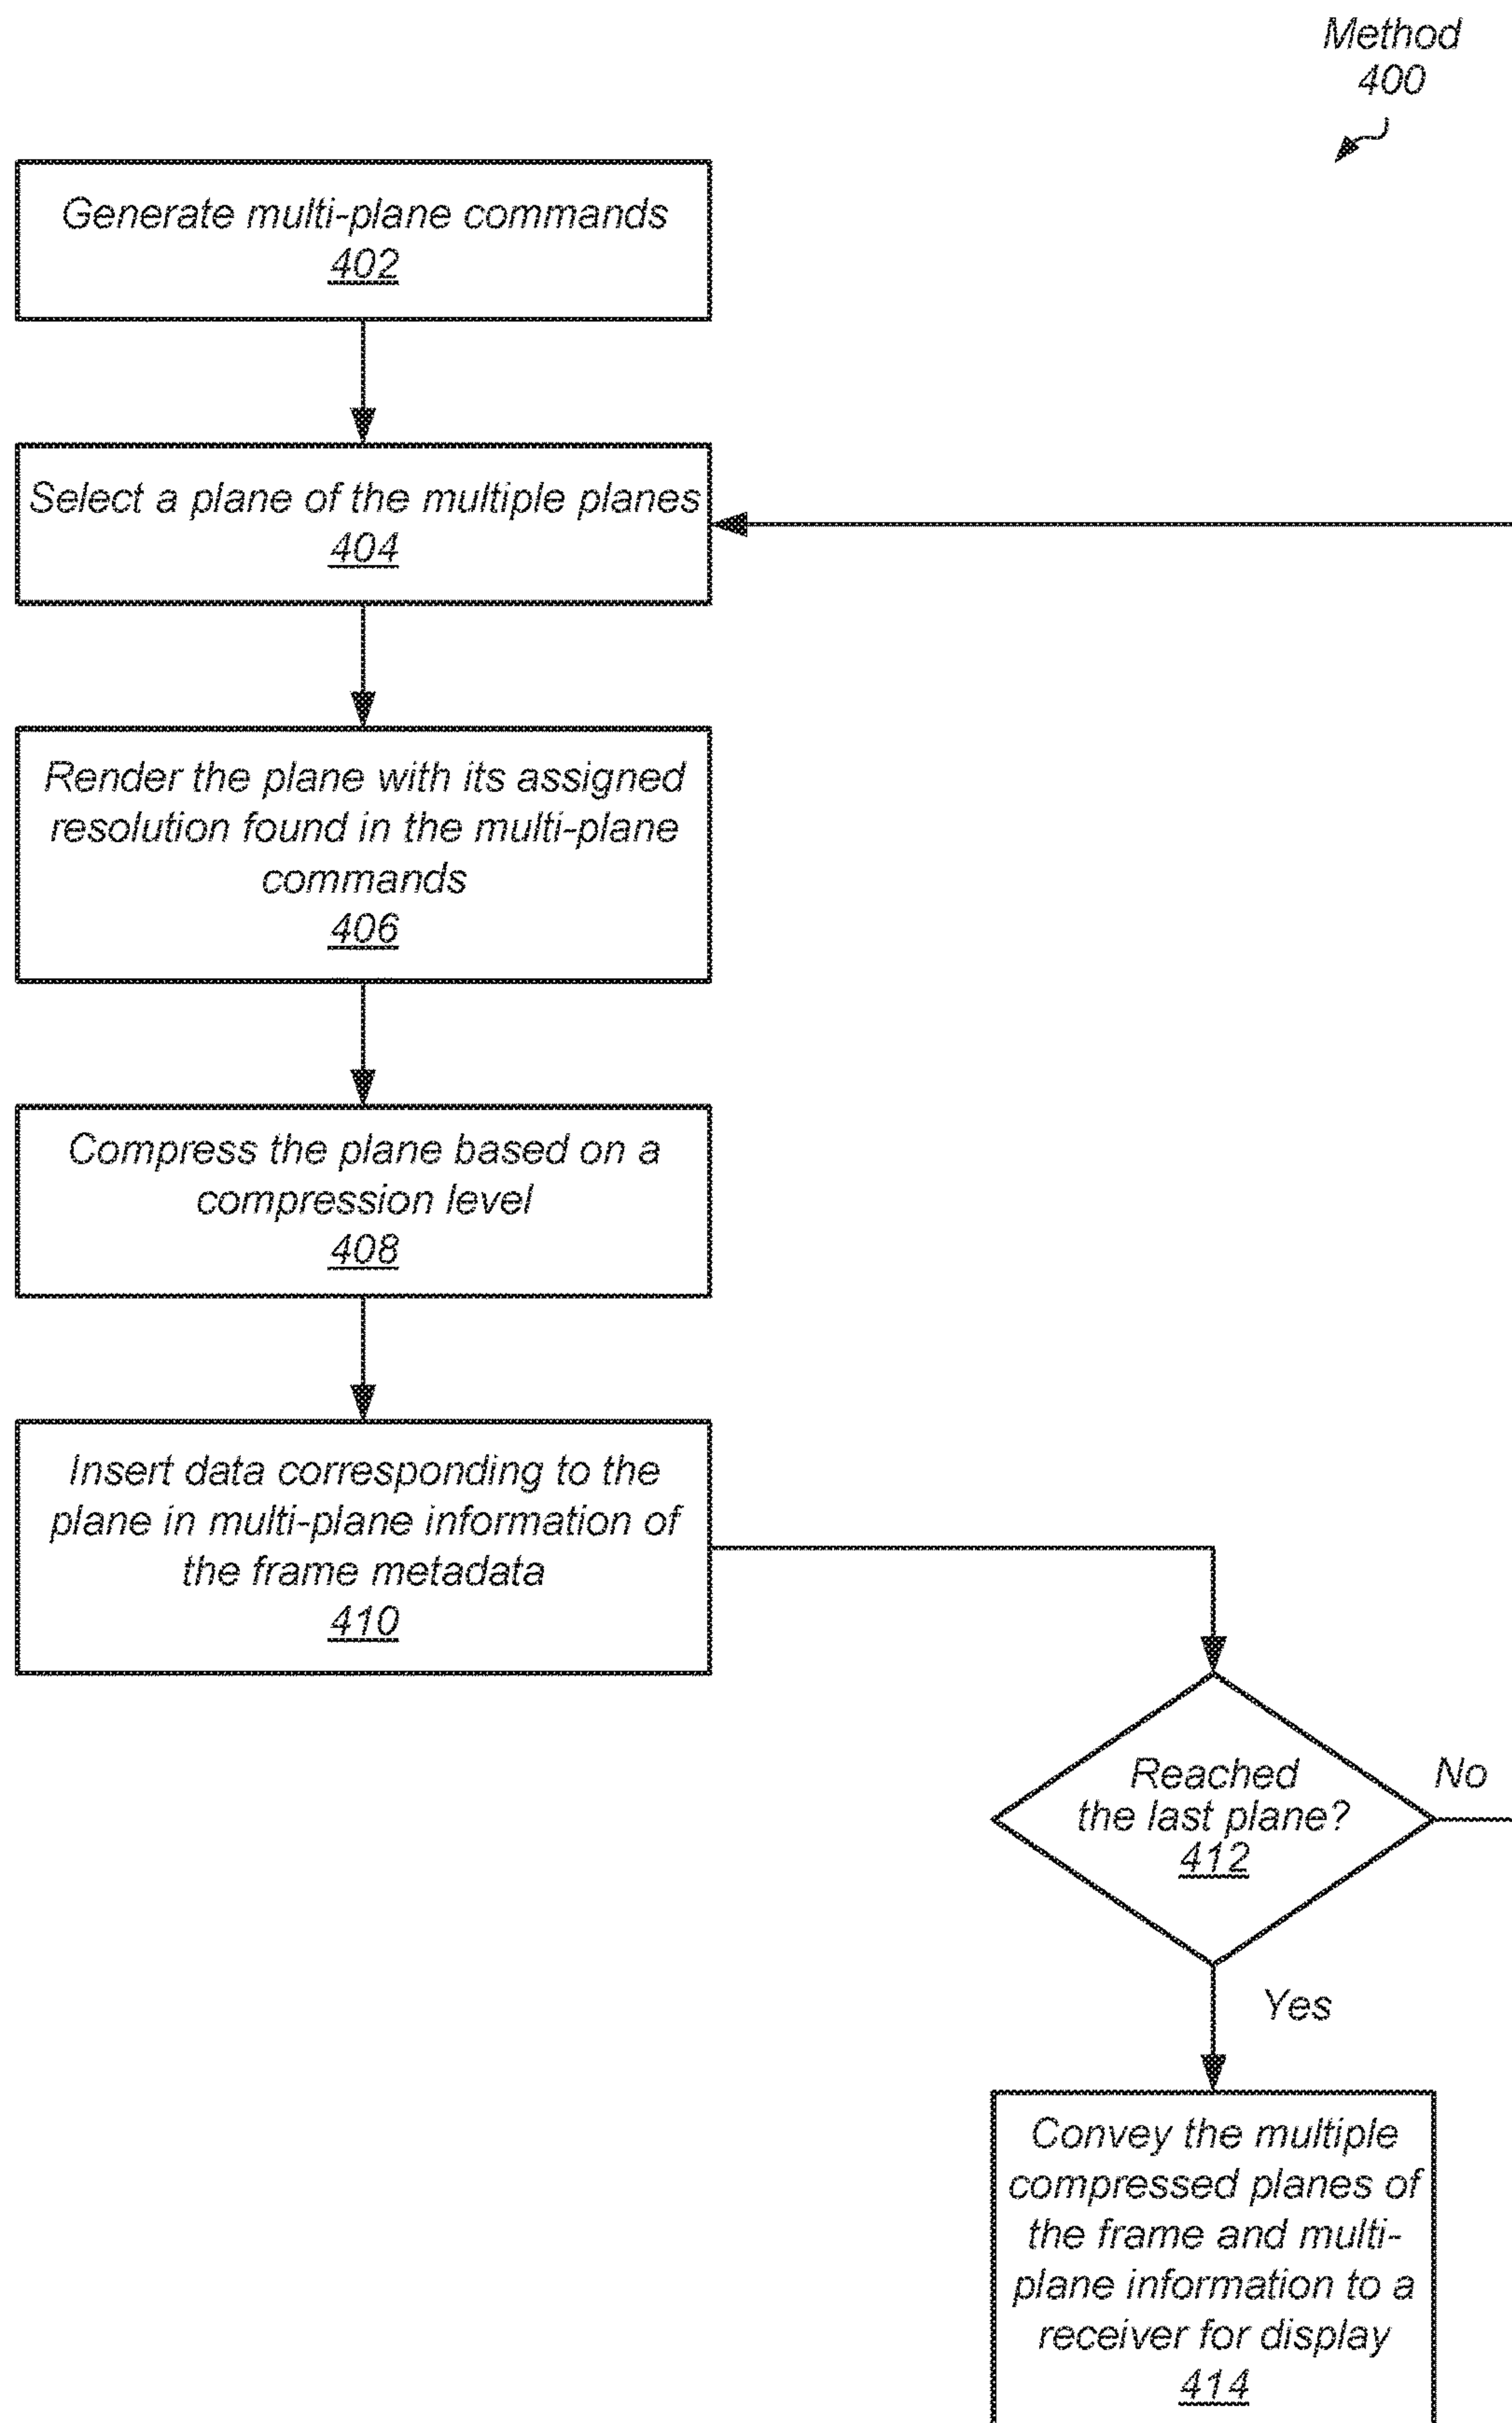 Method
400
Generate multi-plane commands
402
Select a plane of the multiple planes
404
Render the plane with its assigned
resolution found in the multi-plane
commands
406
Compress the plane based on a
compression level
408
Insert data corresponding to the
plane in multi-plane information of
the frame metadata
410
Reached
the last plane?
412
No
Yes
Convey the multiple
compressed planes of
the frame and multi-
plane information to a
receiver for display
414